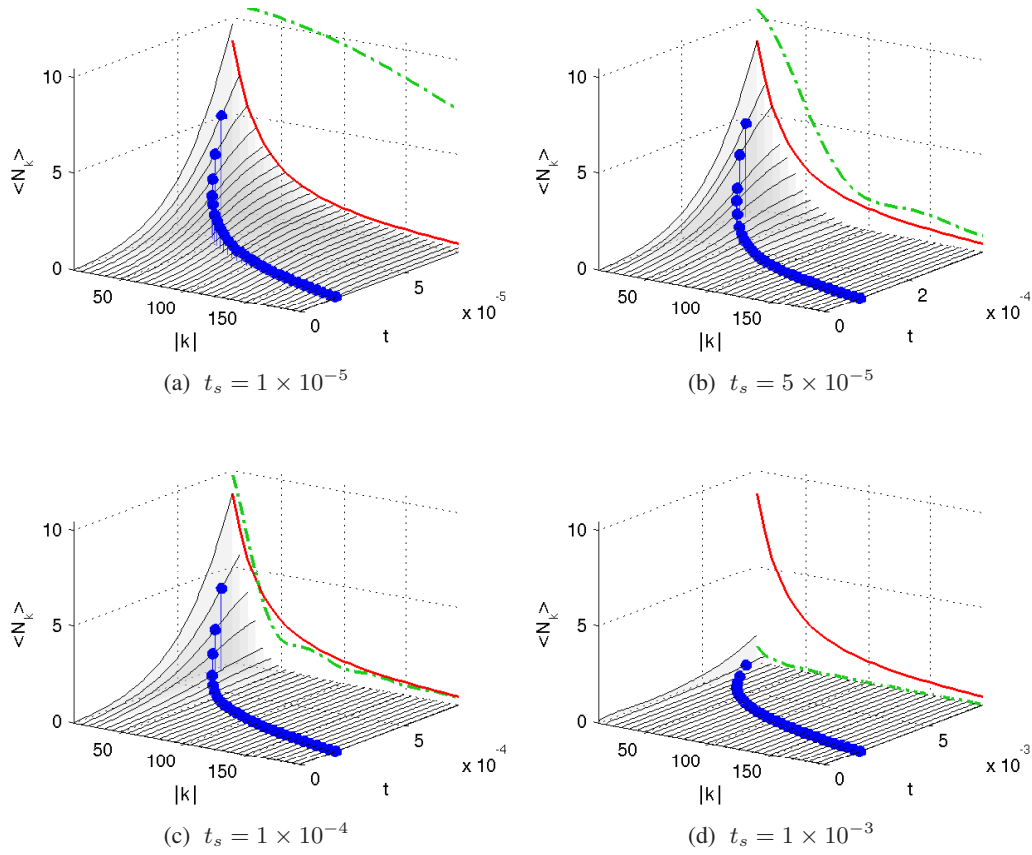 10
5
0
<N_k>
50
100
150
|k|
0
5
t
x 10^-5
(a) t_s = 1 × 10^−5
10
5
0
<N_k>
50
100
150
|k|
0
2
t
x 10^-4
(b) t_s = 5 × 10^−5
10
5
0
<N_k>
50
100
150
|k|
0
5
t
x 10^-4
(c) t_s = 1 × 10^−4
10
5
0
<N_k>
50
100
150
|k|
0
5
t
x 10^-3
(d) t_s = 1 × 10^−3